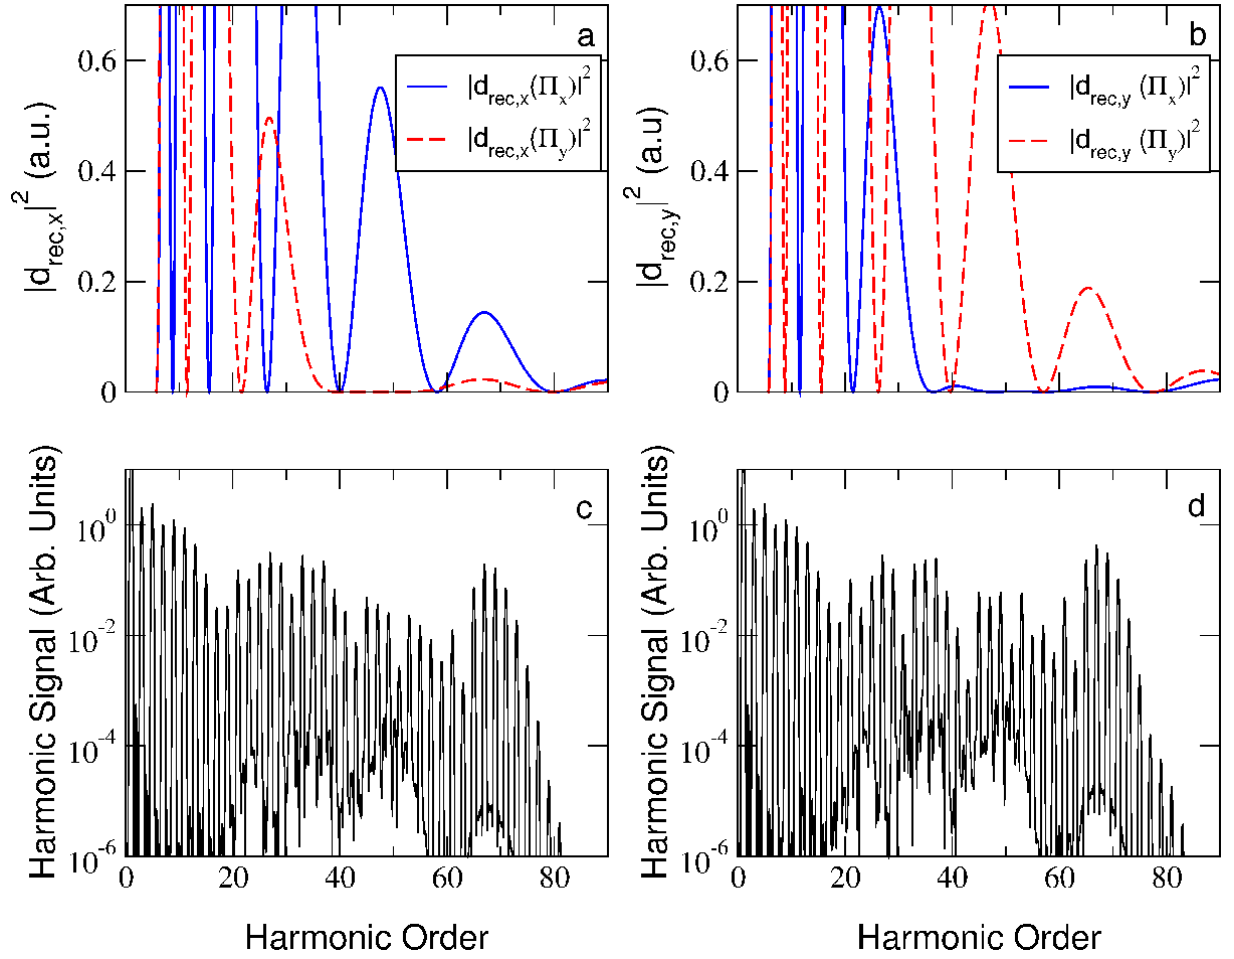 a
0.6
0.4
0.2
0
|d_rec,x|^2 (a.u.)
|d_rec,x(Π_x)|^2
|d_rec,x(Π_y)|^2
b
0.6
0.4
0.2
0
|d_rec,y|^2 (a.u)
|d_rec,y (Π_x)|^2
|d_rec,y (Π_y)|^2
c
10^0
10^-2
10^-4
10^-6
Harmonic Signal (Arb. Units)
0 20 40 60 80
Harmonic Order
d
10^0
10^-2
10^-4
10^-6
Harmonic Signal (Arb. Units)
0 20 40 60 80
Harmonic Order